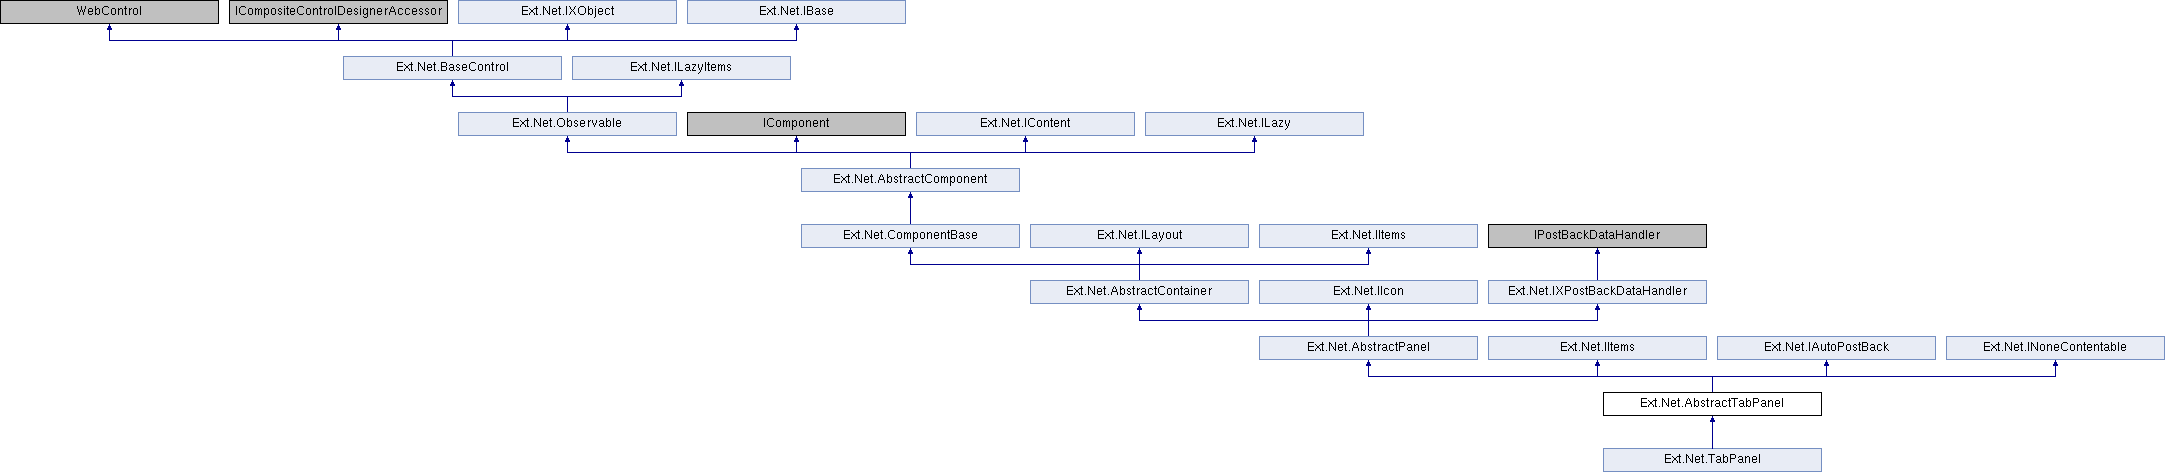 WebControl
ICompositeControlDesignerAccessor
Ext.Net.IXObject
Ext.Net.IBase
Ext.Net.BaseControl
Ext.Net.ILazyItems
Ext.Net.Observable
IComponent
Ext.Net.IContent
Ext.Net.ILazy
Ext.Net.AbstractComponent
Ext.Net.ComponentBase
Ext.Net.ILayout
Ext.Net.IItems
IPostBackDataHandler
Ext.Net.AbstractContainer
Ext.Net.IIcon
Ext.Net.IXPostBackDataHandler
Ext.Net.AbstractPanel
Ext.Net.IItems
Ext.Net.IAutoPostBack
Ext.Net.INoneContentable
Ext.Net.AbstractTabPanel
Ext.Net.TabPanel